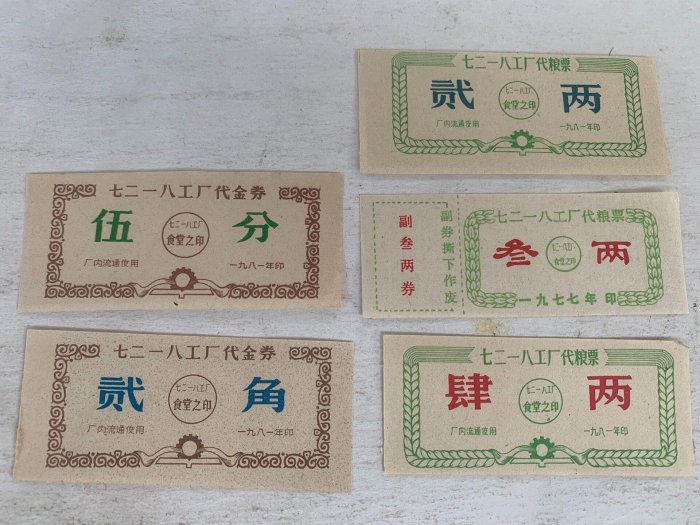 七二一八工厂代金券
伍 分
七二一八工厂
食堂之印
厂内流通使用
一九八一年印
七二一八工厂代金券
贰 角
七二一八工厂
食堂之印
厂内流通使用
一九八一年印
七二一八工厂代粮票
贰 两
七二一八工厂
食堂之印
厂内流通使用
一九八一年印
副叁两券
副券撕下作废
七二一八工厂代粮票
叁 两
七二一八工厂
食堂之印
一九七七年印
七二一八工厂代粮票
肆 两
七二一八工厂
食堂之印
厂内流通使用
一九八一年印